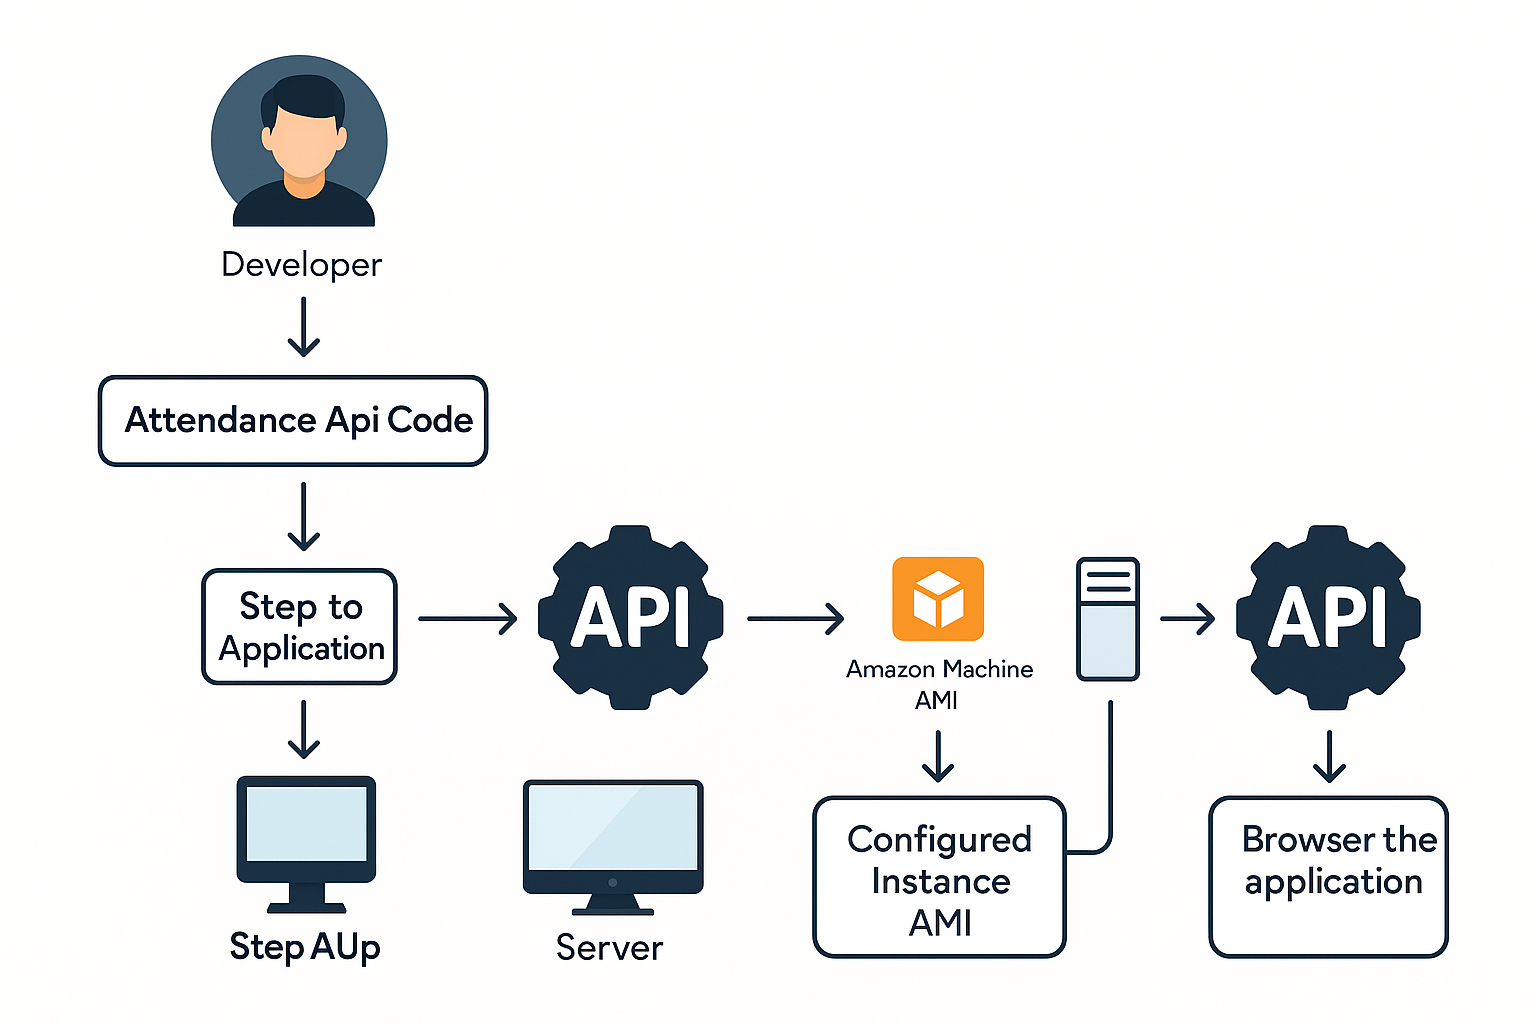 Developer
Attendance Api Code
Step to
Application
API
Amazon Machine
AMI
API
Step AUp
Server
Configured
Instance
AMI
Browser the
application